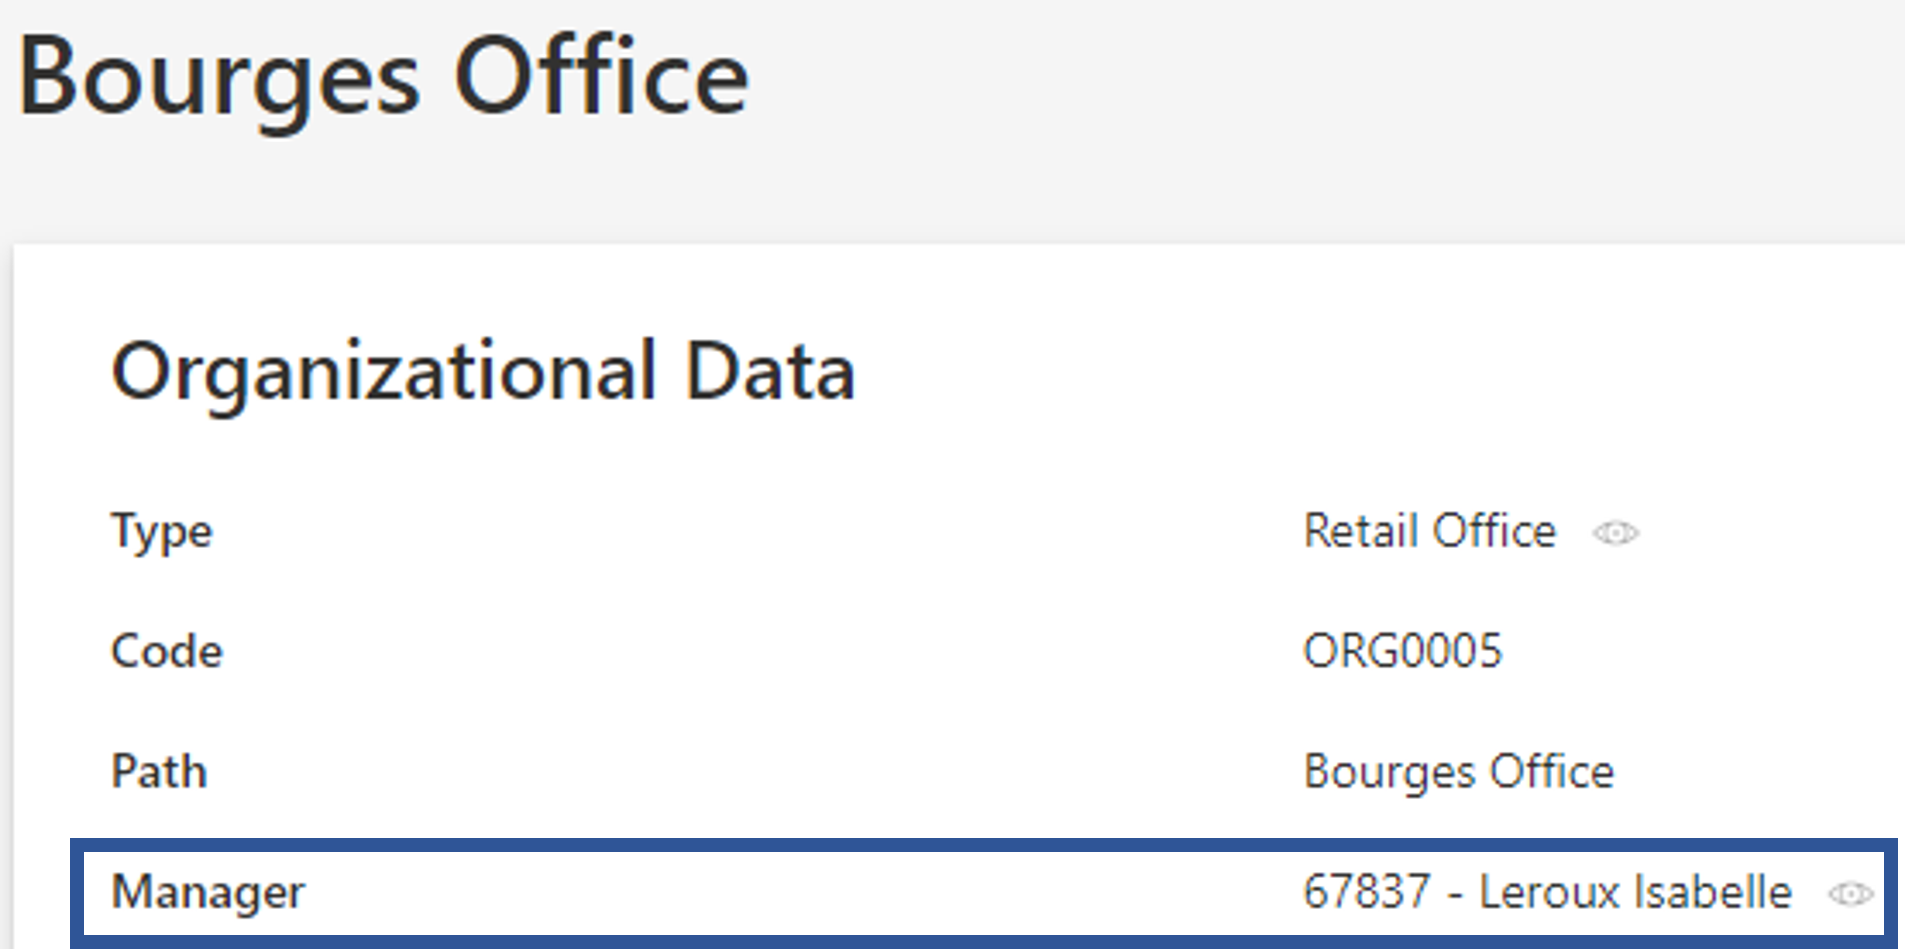 Bourges Office
Organizational Data
Type Retail Office
Code ORG0005
Path Bourges Office
Manager 67837 - Leroux Isabelle